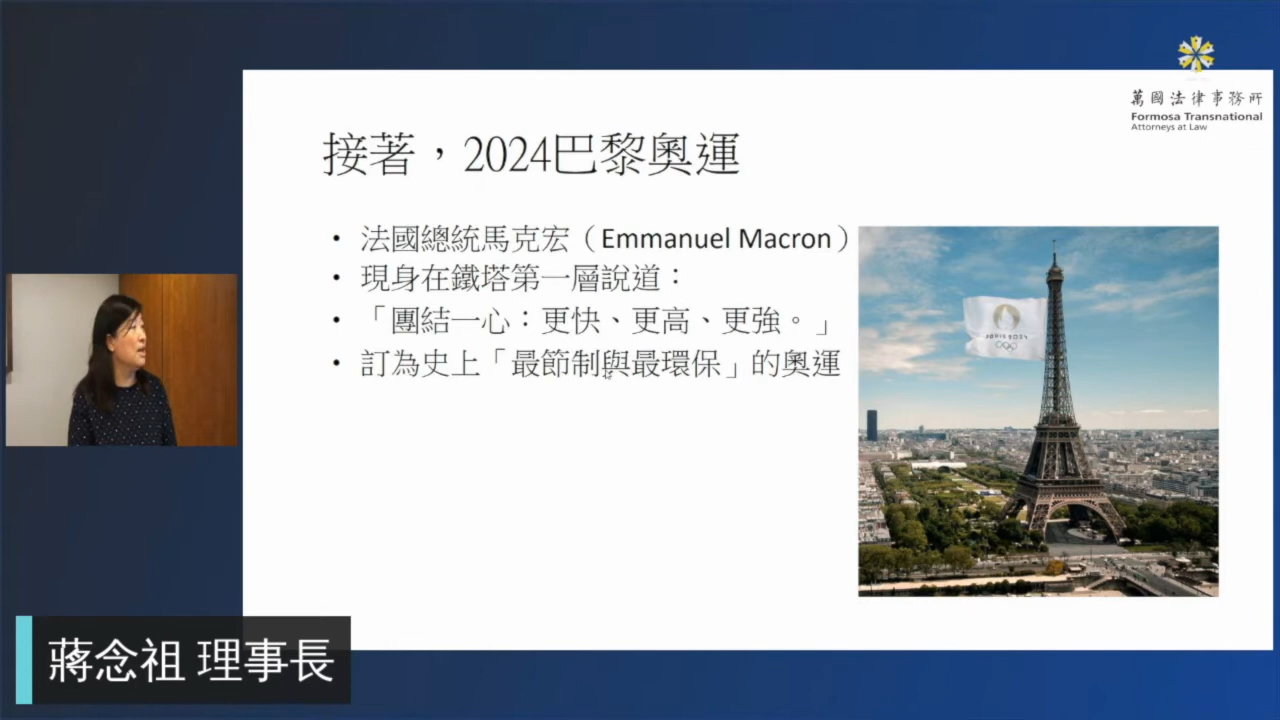 萬國法律事務所
Formosa Transnational
Attorneys at Law
接著，2024巴黎奧運
• 法國總統馬克宏（Emmanuel Macron）
• 現身在鐵塔第一層說道：
• 「團結一心：更快、更高、更強。」
• 訂為史上「最節制與最環保」的奧運
PARIS 2024
蔣念祖 理事長